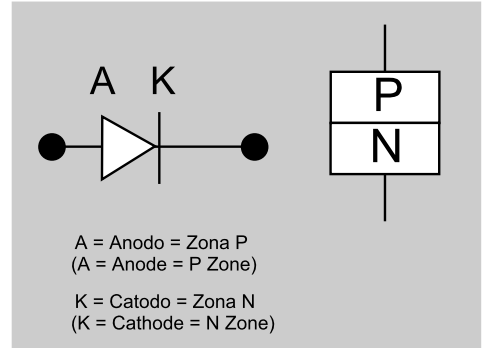 A K
P
N
A = Anodo = Zona P
(A = Anode = P Zone)
K = Catodo = Zona N
(K = Cathode = N Zone)